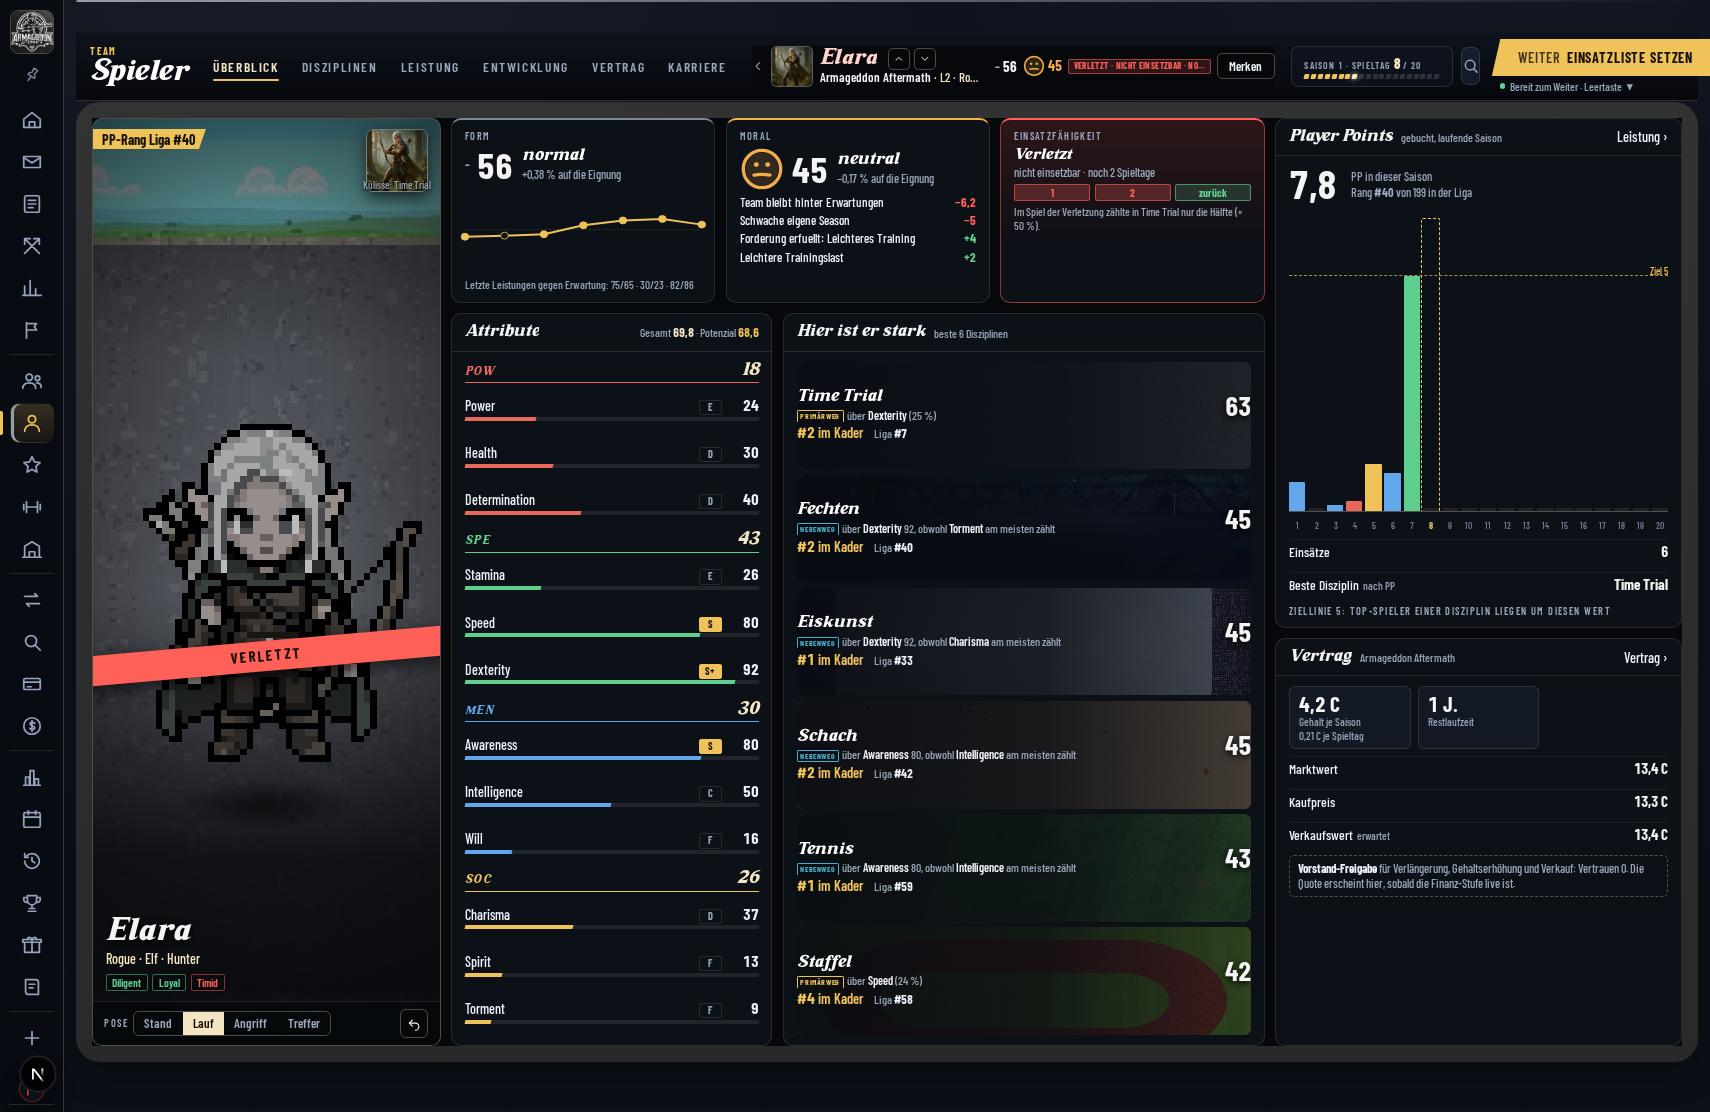 ARMAGEDDON
TEAM
Spieler
ÜBERBLICK
DISZIPLINEN
LEISTUNG
ENTWICKLUNG
VERTRAG
KARRIERE
Elara
Armageddon Aftermath · L2 · Ro...
- 56
45
VERLETZT · NICHT EINSETZBAR · NO...
Merken
SAISON 1 · SPIELTAG 8 / 20
WEITER EINSATZLISTE SETZEN
Bereit zum Weiter · Leertaste ▼
PP-Rang Liga #40
Kulisse: Time Trial
VERLETZT
Elara
Rogue · Elf · Hunter
Diligent
Loyal
Timid
POSE
Stand
Lauf
Angriff
Treffer
FORM
- 56 normal
+0,38 % auf die Eignung
Letzte Leistungen gegen Erwartung: 75/65 · 30/23 · 82/86
MORAL
45 neutral
−0,17 % auf die Eignung
Team bleibt hinter Erwartungen −6,2
Schwache eigene Season −5
Forderung erfuellt: Leichteres Training +4
Leichtere Trainingslast +2
EINSATZFÄHIGKEIT
Verletzt
nicht einsetzbar · noch 2 Spieltage
1
2
zurück
Im Spiel der Verletzung zählte in Time Trial nur die Hälfte (×
50 %).
Attribute
Gesamt 69,8 · Potenzial 68,6
POW 18
Power E 24
Health D 30
Determination D 40
SPE 43
Stamina E 26
Speed S 80
Dexterity S+ 92
MEN 30
Awareness S 80
Intelligence C 50
Will F 16
SOC 26
Charisma D 37
Spirit F 13
Torment F 9
Hier ist er stark beste 6 Disziplinen
Time Trial
PRIMÄRWEG über Dexterity (25 %)
#2 im Kader Liga #7
63
Fechten
NEBENWEG über Dexterity 92, obwohl Torment am meisten zählt
#2 im Kader Liga #40
45
Eiskunst
NEBENWEG über Dexterity 92, obwohl Charisma am meisten zählt
#1 im Kader Liga #33
45
Schach
NEBENWEG über Awareness 80, obwohl Intelligence am meisten zählt
#2 im Kader Liga #42
45
Tennis
NEBENWEG über Awareness 80, obwohl Intelligence am meisten zählt
#1 im Kader Liga #59
43
Staffel
PRIMÄRWEG über Speed (24 %)
#4 im Kader Liga #58
42
Player Points gebucht, laufende Saison
Leistung ›
7,8
PP in dieser Saison
Rang #40 von 199 in der Liga
Ziel 5
1 2 3 4 5 6 7 8 9 10 11 12 13 14 15 16 17 18 19 20
Einsätze 6
Beste Disziplin nach PP Time Trial
ZIELLINIE 5: TOP-SPIELER EINER DISZIPLIN LIEGEN UM DIESEN WERT
Vertrag Armageddon Aftermath
Vertrag ›
4,2 C
Gehalt je Saison
0,21 C je Spieltag
1 J.
Restlaufzeit
Marktwert 13,4 C
Kaufpreis 13,3 C
Verkaufswert erwartet 13,4 C
Vorstand-Freigabe für Verlängerung, Gehaltserhöhung und Verkauf: Vertrauen 0. Die
Quote erscheint hier, sobald die Finanz-Stufe live ist.
N